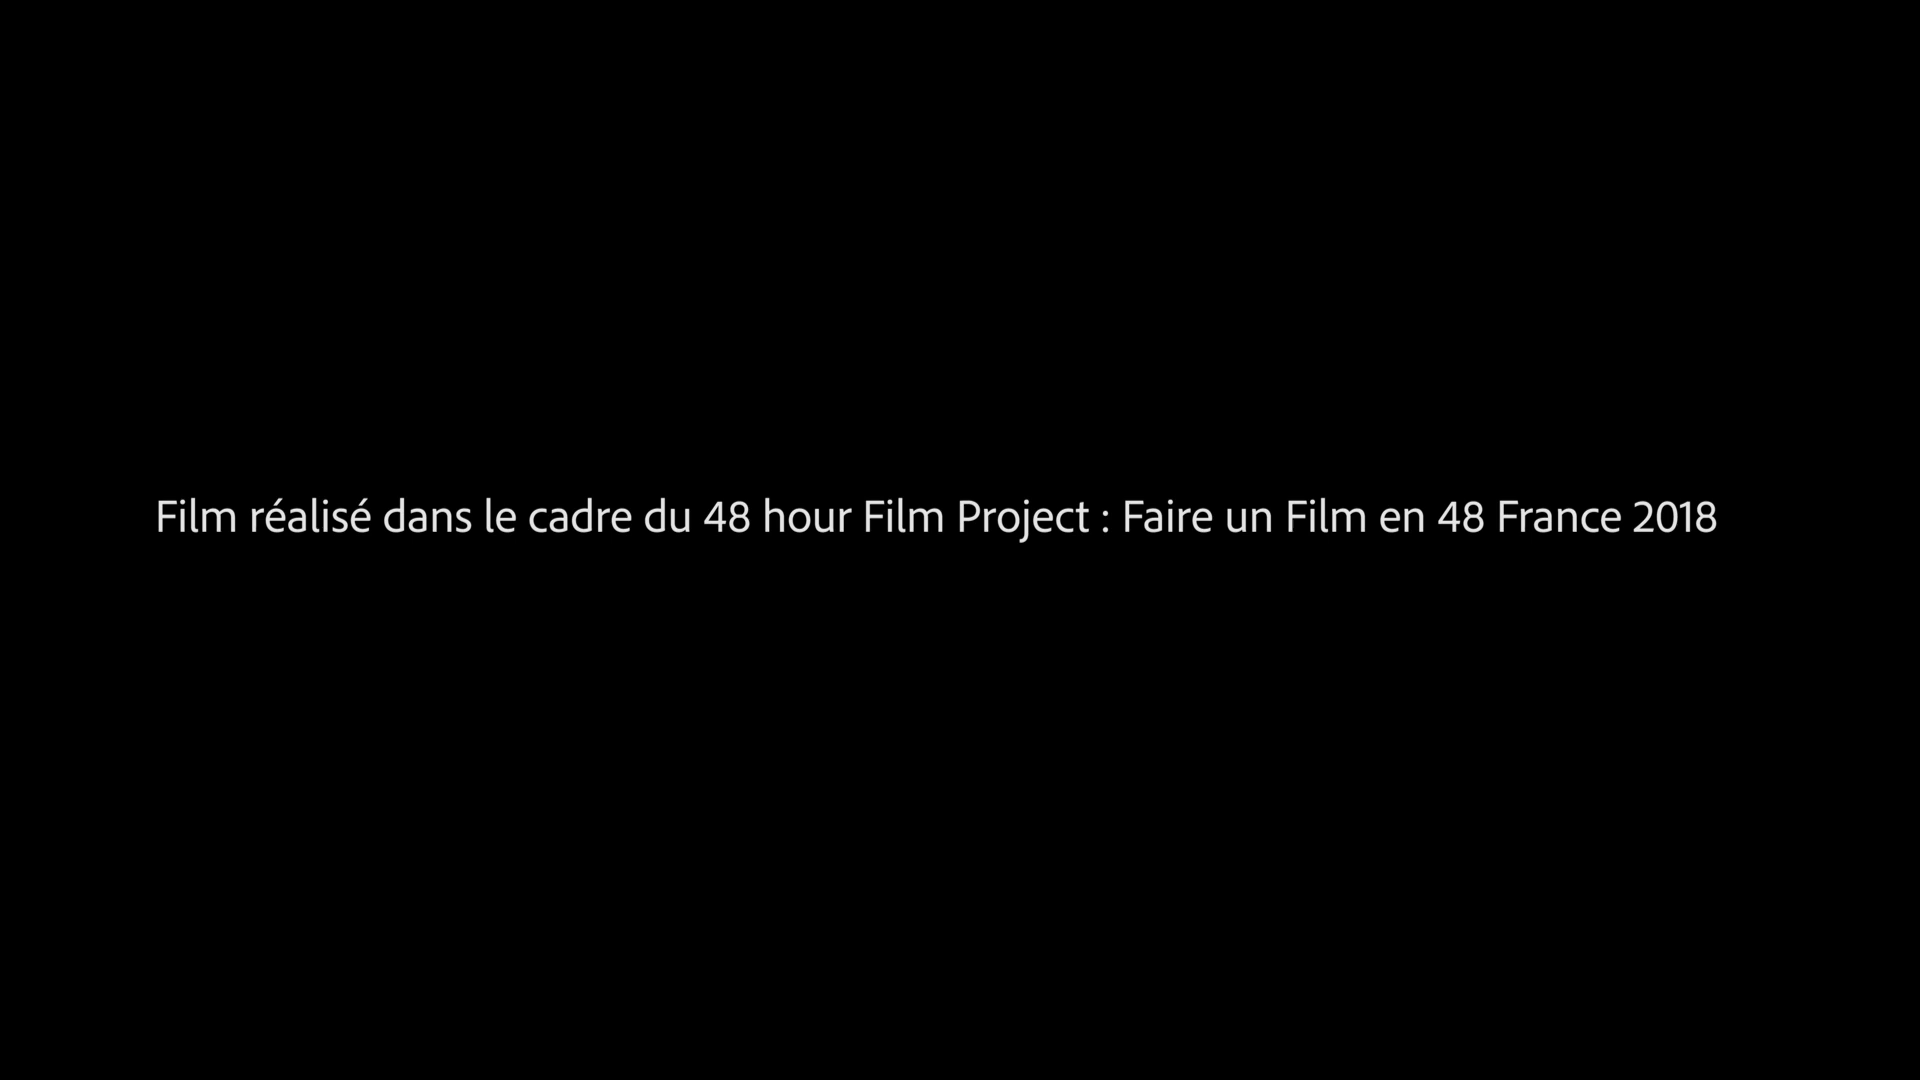 Film réalisé dans le cadre du 48 hour Film Project : Faire un Film en 48 France 2018